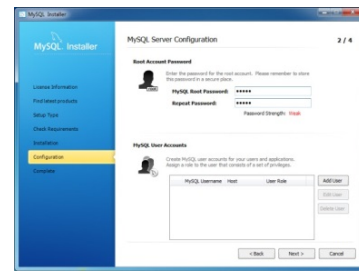 MySQL Installer
MySQL. Installer
MySQL Server Configuration
2 / 4
License Information
Find latest products
Setup Type
Check Requirements
Installation
Configuration
Complete
Root Account Password
Enter the password for the root account. Please remember to store
this password in a secure place.
MySQL Root Password:
Repeat Password:
Password Strength: Weak
MySQL User Accounts
Create MySQL user accounts for your users and applications.
Assign a role to the user that consists of a set of privileges.
MySQL Username Host User Role
Add User
Edit User
Delete User
< Back
Next >
Cancel